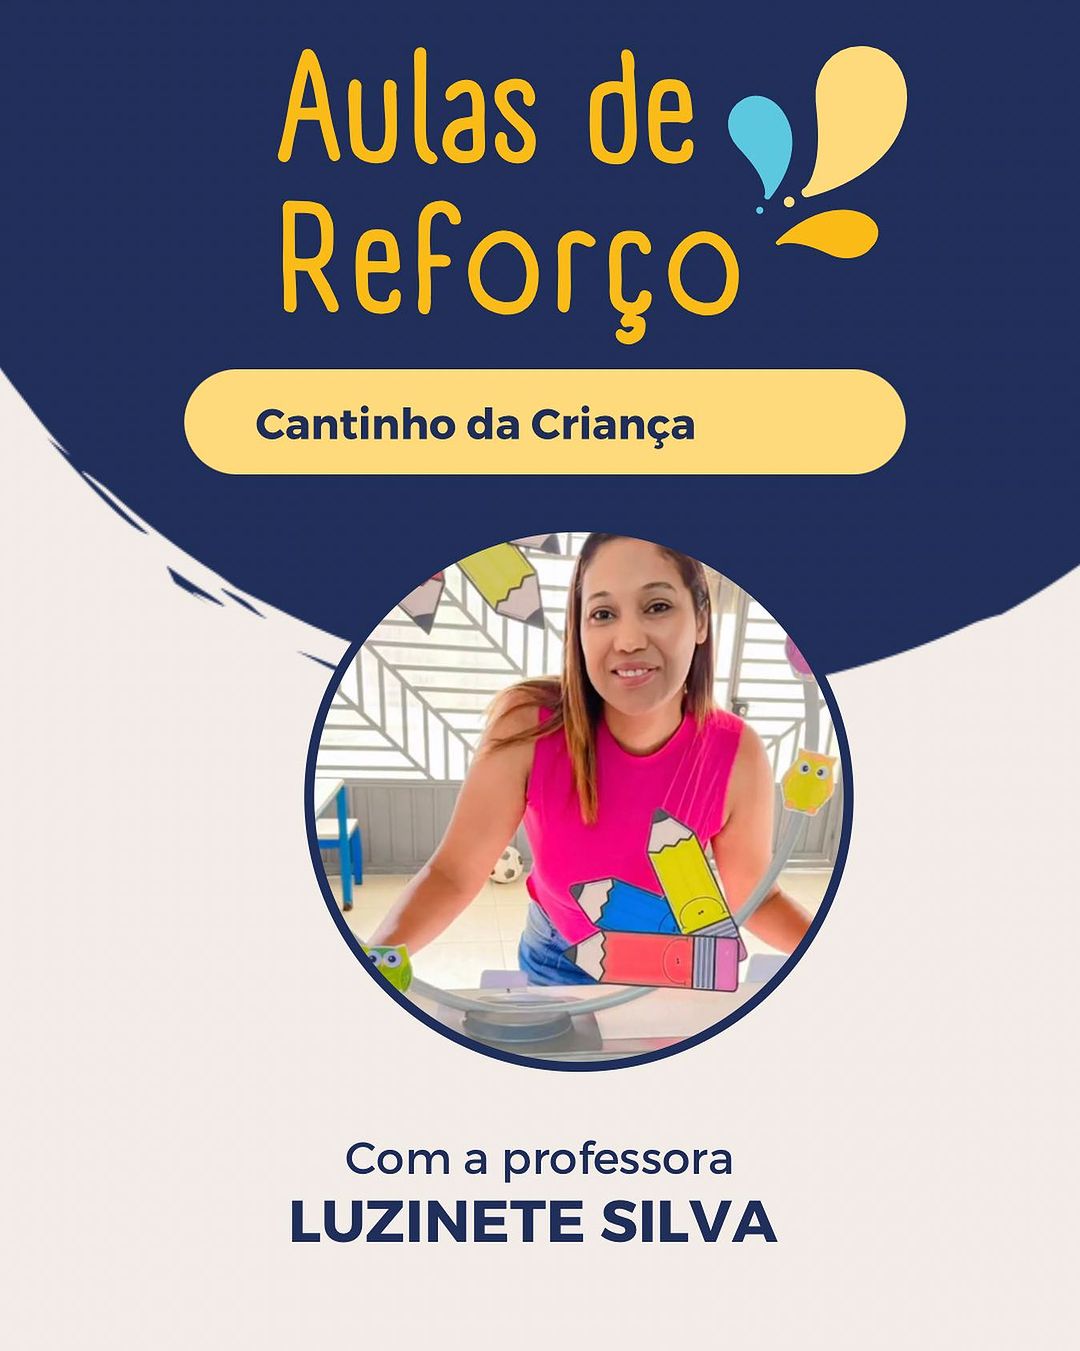 Aulas de
Reforço
Cantinho da Criança
Com a professora
LUZINETE SILVA